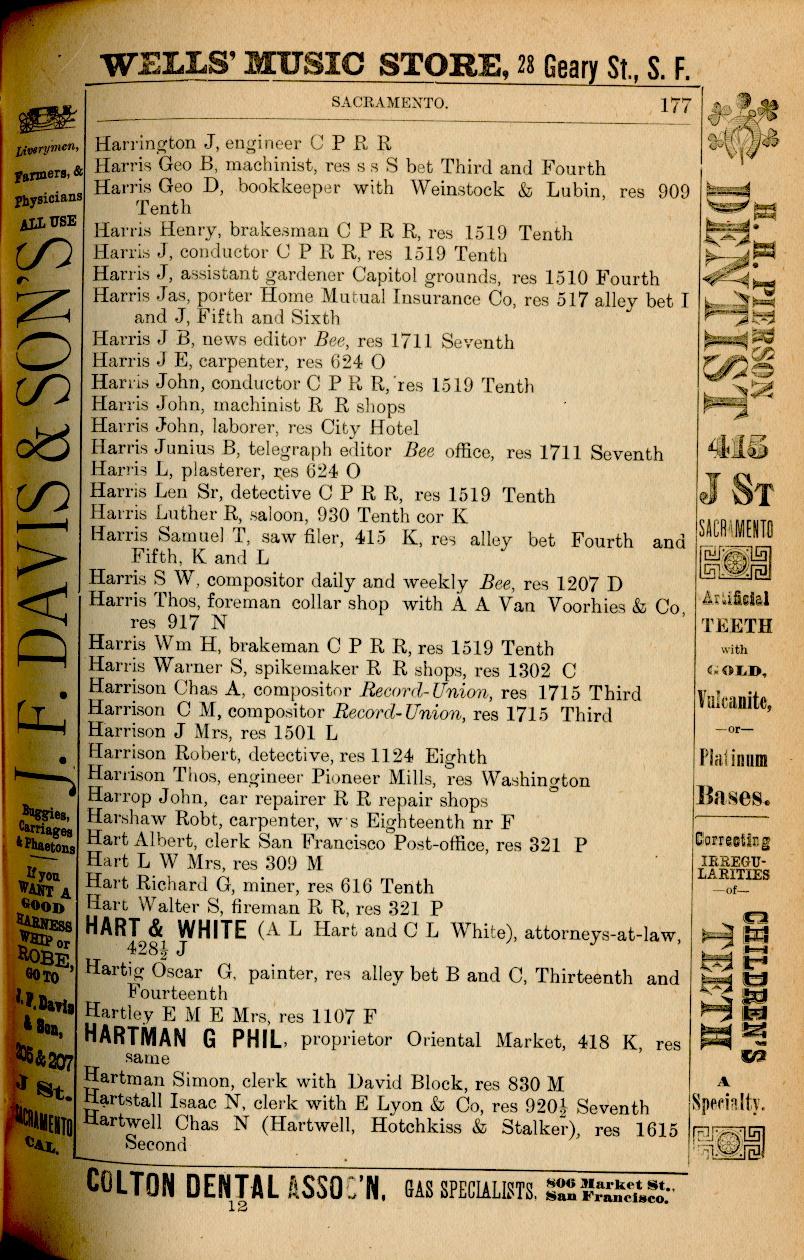 WELLS' MUSIC STORE, 28 Geary St., S. F.
SACRAMENTO. 177
Harrington J, engineer C P R R
Harris Geo B, machinist, res s s S bet Third and Fourth
Harris Geo D, bookkeeper with Weinstock & Lubin, res 909
Tenth
Harris Henry, brakesman C P R R, res 1519 Tenth
Harris J, conductor C P R R, res 1519 Tenth
Harris J, assistant gardener Capitol grounds, res 1510 Fourth
Harris Jas, porter Home Mutual Insurance Co, res 517 alley bet I
and J, Fifth and Sixth
Harris J B, news editor Bee, res 1711 Seventh
Harris J E, carpenter, res 624 O
Harris John, conductor C P R R, res 1519 Tenth
Harris John, machinist R R shops
Harris John, laborer, res City Hotel
Harris Junius B, telegraph editor Bee office, res 1711 Seventh
Harris L, plasterer, res 624 O
Harris Len Sr, detective C P R R, res 1519 Tenth
Harris Luther R, saloon, 930 Tenth cor K
Harris Samuel T, saw filer, 415 K, res alley bet Fourth and
Fifth, K and L
Harris S W, compositor daily and weekly Bee, res 1207 D
Harris Thos, foreman collar shop with A A Van Voorhies & Co,
res 917 N
Harris Wm H, brakeman C P R R, res 1519 Tenth
Harris Warner S, spikemaker R R shops, res 1302 C
Harrison Chas A, compositor Record-Union, res 1715 Third
Harrison C M, compositor Record-Union, res 1715 Third
Harrison J Mrs, res 1501 L
Harrison Robert, detective, res 1124 Eighth
Harrison Thos, engineer Pioneer Mills, res Washington
Harrop John, car repairer R R repair shops
Harshaw Robt, carpenter, w s Eighteenth nr F
Hart Albert, clerk San Francisco Post-office, res 321 P
Hart L W Mrs, res 309 M
Hart Richard G, miner, res 616 Tenth
Hart Walter S, fireman R R, res 321 P
HART & WHITE (A L Hart and C L White), attorneys-at-law,
428½ J
Hartig Oscar G, painter, res alley bet B and C, Thirteenth and
Fourteenth
Hartley E M E Mrs, res 1107 F
HARTMAN G PHIL, proprietor Oriental Market, 418 K, res
same
Hartman Simon, clerk with David Block, res 830 M
Hartstall Isaac N, clerk with E Lyon & Co, res 920½ Seventh
Hartwell Chas N (Hartwell, Hotchkiss & Stalker), res 1615
Second
COLTON DENTAL ASSOC'N, GAS SPECIALISTS, 806 Market St., San Francisco.
12
Liverymen,
Farmers, &
Physicians
ALL USE
J. F. DAVIS & SON'S
Buggies,
Carriages
& Phaetons
If you
WANT A
GOOD
HARNESS
WHIP or
ROBE,
GO TO
J. F. Davis
& Son,
205 & 207
J St.
SACRAMENTO
CAL.
H. H. PIERSON
DENTIST
415
J ST
SACRAMENTO
Artificial
TEETH
with
GOLD,
Vulcanite,
—or—
Platinum
Bases.
Correcting
IRREGU-
LARITIES
—of—
CHILDREN'S
TEETH
A
Specialty.